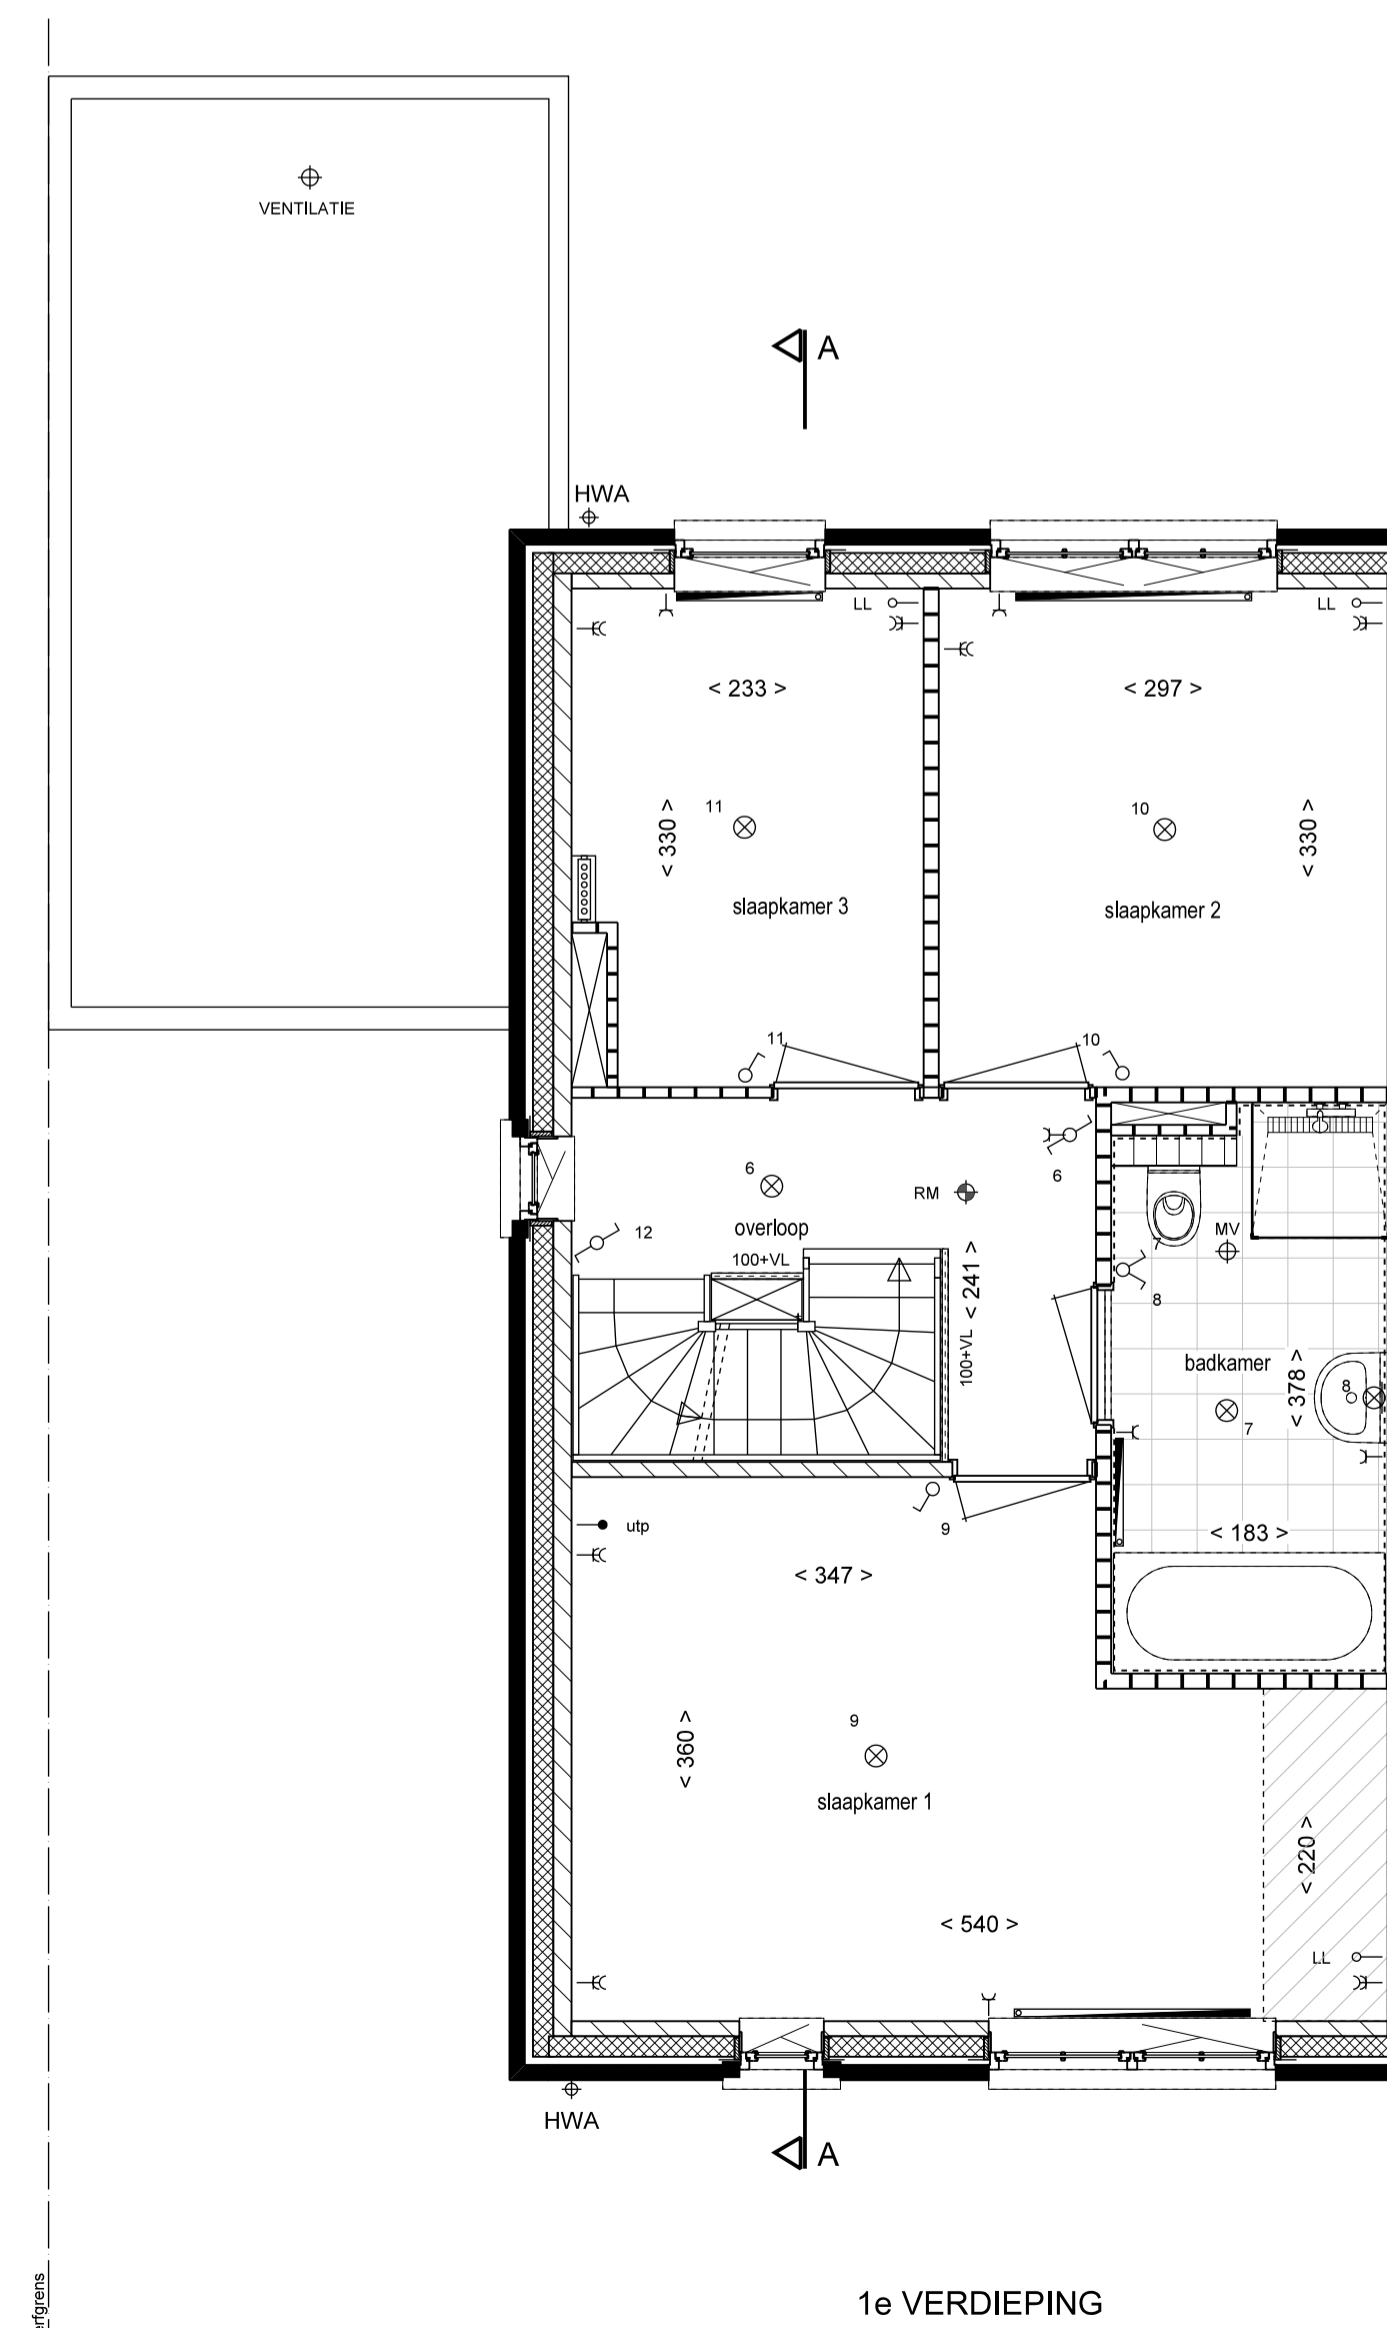 VENTILATIE
A
HWA
LL
LL
< 233 >
< 297 >
11
10
< 330 >
< 330 >
slaapkamer 3
slaapkamer 2
11
10
6
6
RM
overloop
12
100+VL
< 241 >
100+VL
7
MV
8
badkamer
< 378 >
8
7
utp
9
< 183 >
< 347 >
9
< 360 >
slaapkamer 1
< 220 >
< 540 >
LL
HWA
A
1e VERDIEPING
erfgrens